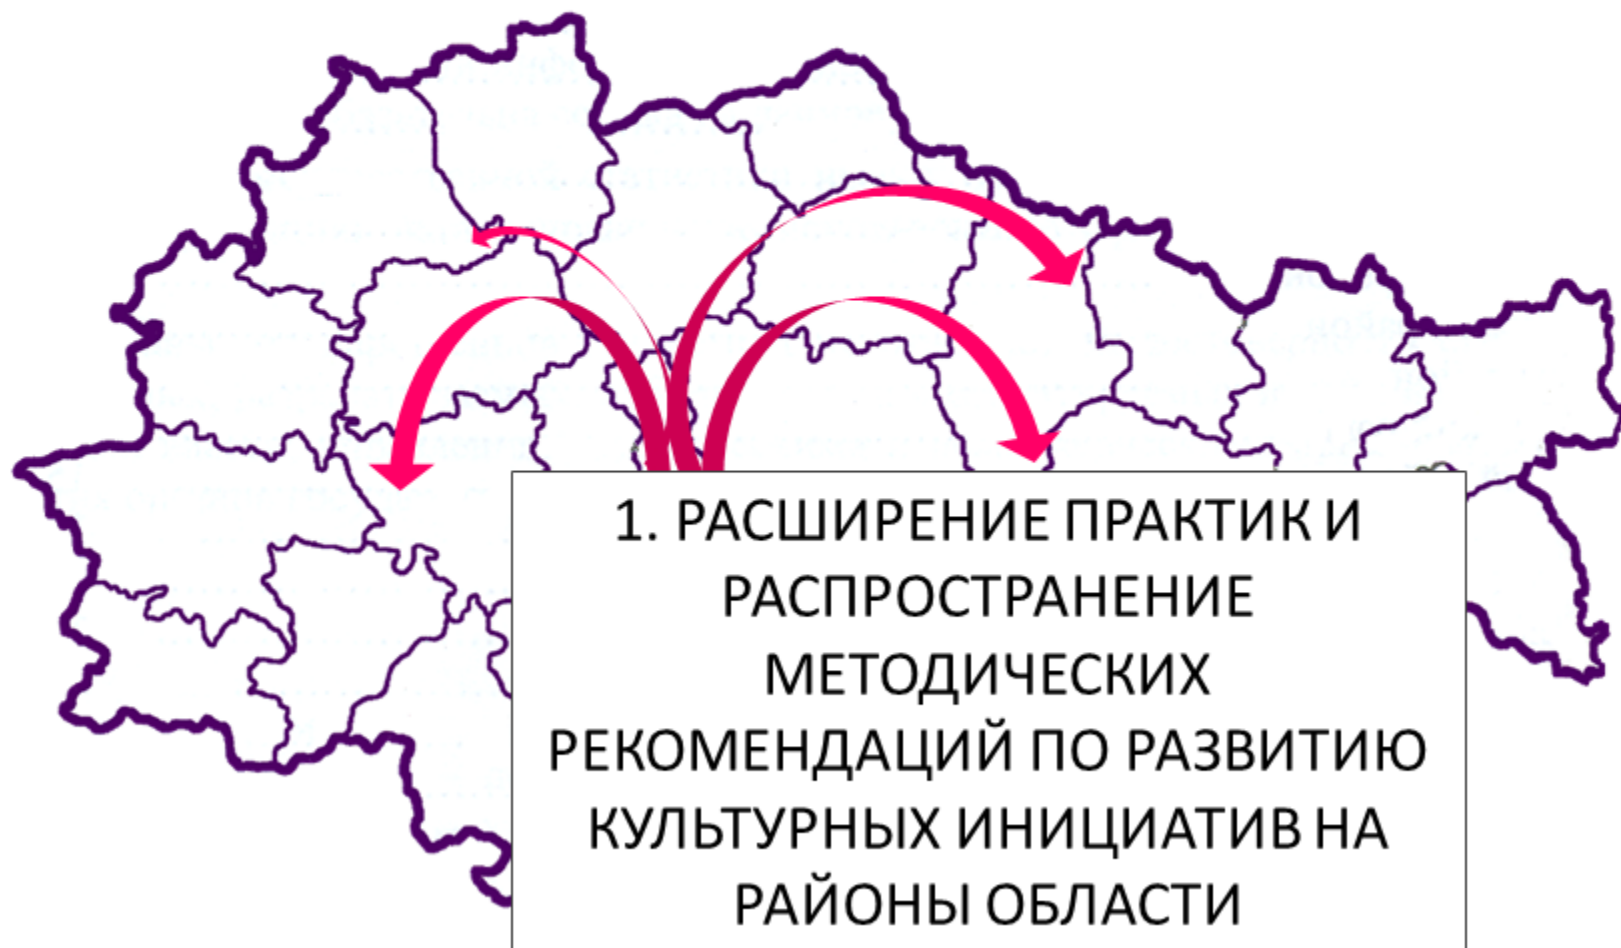 1. РАСШИРЕНИЕ ПРАКТИК И
РАСПРОСТРАНЕНИЕ
МЕТОДИЧЕСКИХ
РЕКОМЕНДАЦИЙ ПО РАЗВИТИЮ
КУЛЬТУРНЫХ ИНИЦИАТИВ НА
РАЙОНЫ ОБЛАСТИ